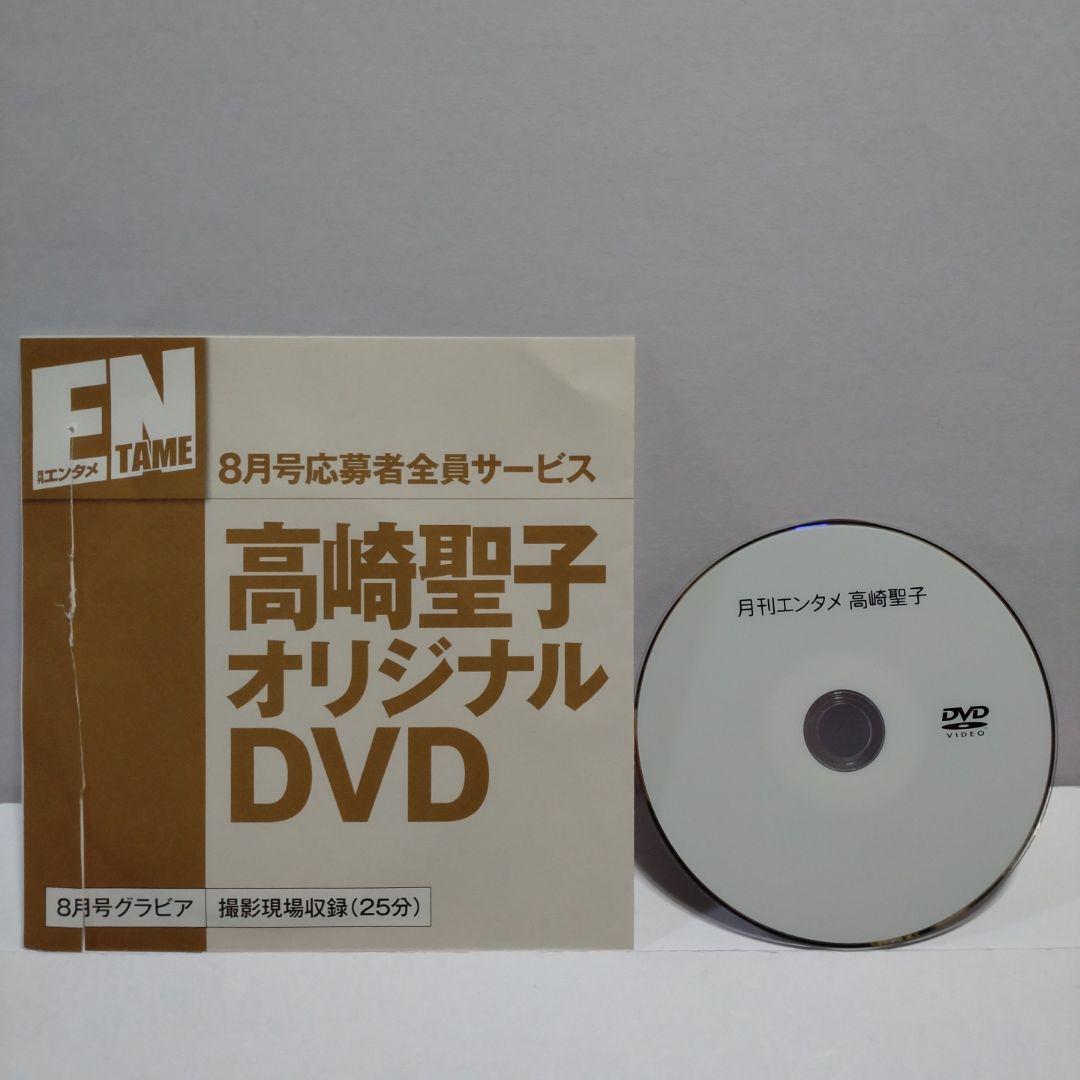 EN
TAME
月刊エンタメ
8月号応募者全員サービス
高崎聖子
オリジナル
DVD
8月号グラビア 撮影現場収録(25分)
月刊エンタメ 高崎聖子
DVD
VIDEO